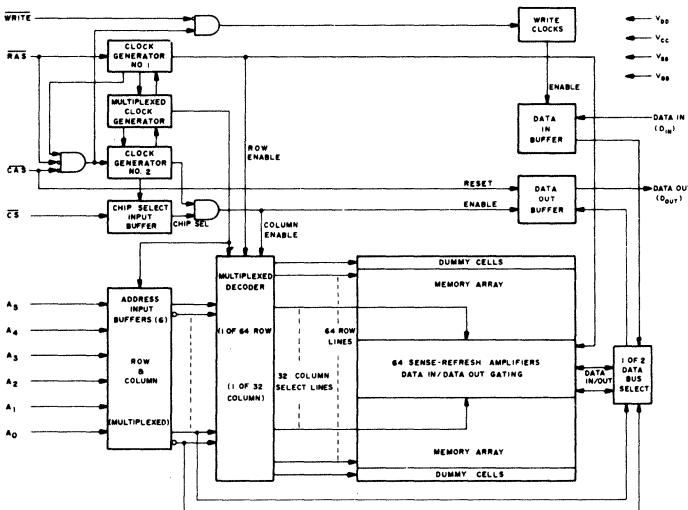 WRITE
RAS
CLOCK
GENERATOR
NO. 1
MULTIPLEXED
CLOCK
GENERATOR
CLOCK
GENERATOR
NO. 2
CAS
CS
CHIP SELECT
INPUT
BUFFER
CHIP SEL
ROW
ENABLE
COLUMN
ENABLE
WRITE
CLOCKS
ENABLE
VDD
VCC
VSS
VBB
DATA
IN
BUFFER
DATA IN
(DIN)
RESET
ENABLE
DATA
OUT
BUFFER
DATA OUT
(DOUT)
A5
A4
A3
A2
A1
A0
ADDRESS
INPUT
BUFFERS (6)
ROW
&
COLUMN
(MULTIPLEXED)
MULTIPLEXED
DECODER
(1 OF 64 ROW)
(1 OF 32
COLUMN)
64 ROW
LINES
32 COLUMN
SELECT LINES
DUMMY CELLS
MEMORY ARRAY
64 SENSE-REFRESH AMPLIFIERS
DATA IN/DATA OUT GATING
MEMORY ARRAY
DUMMY CELLS
DATA
IN/OUT
1 OF 2
DATA
BUS
SELECT